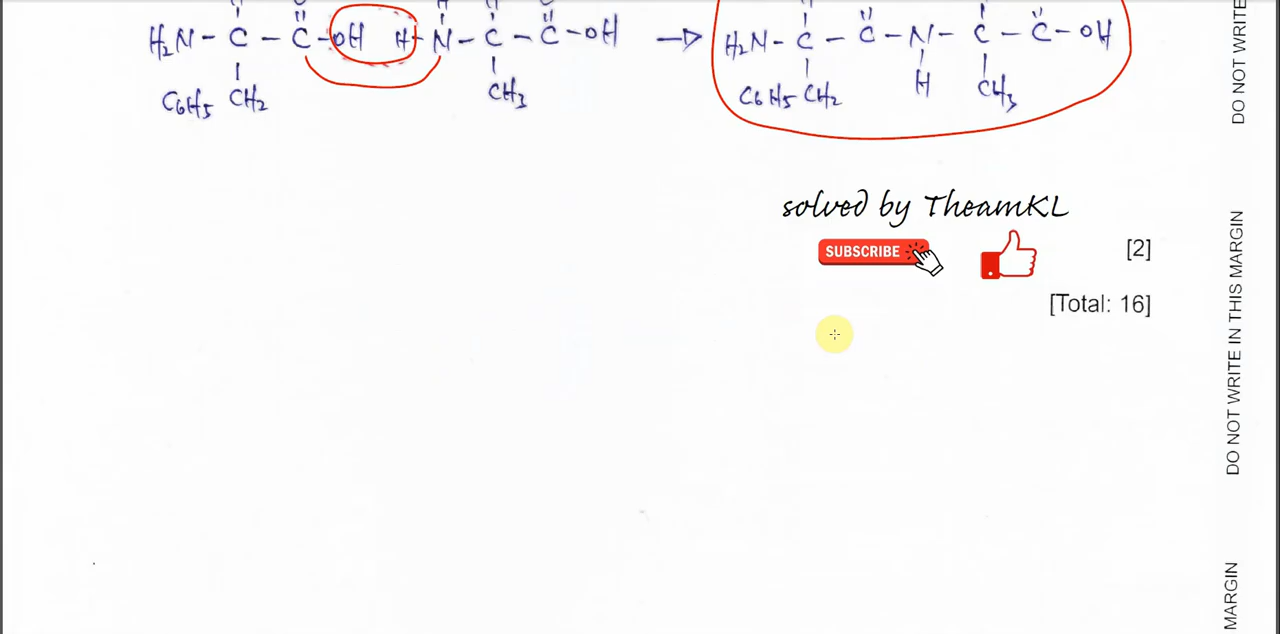 H₂N – C – C – OH H – N – C – C – OH → H₂N – C – C – N – C – C – OH
C₆H₅ CH₂ CH₃ C₆H₅ CH₂ H CH₃
solved by TheamKL
SUBSCRIBE
[2]
[Total: 16]
DO NOT WRITE
DO NOT WRITE IN THIS MARGIN
MARGIN